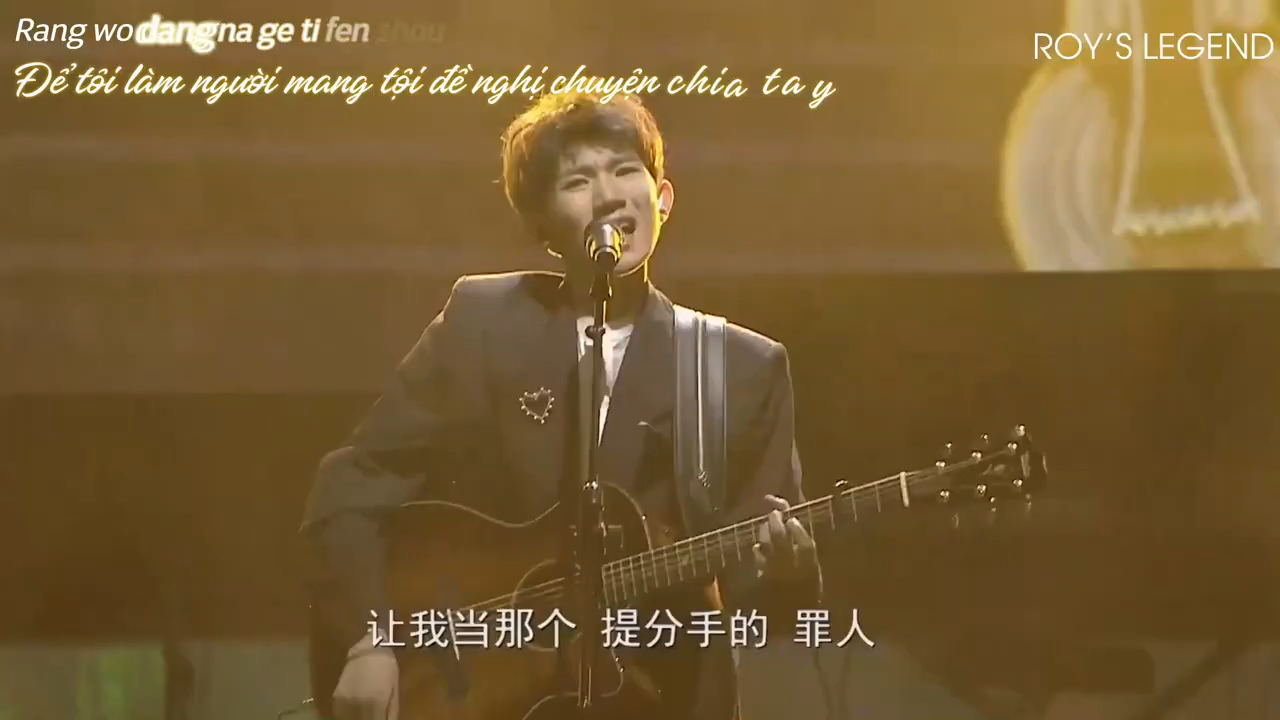 Rang wo dang na ge ti fen shou
ROY'S LEGEND
Để tôi làm người mang tội đề nghị chuyên chia tay
让我当那个 提分手的 罪人